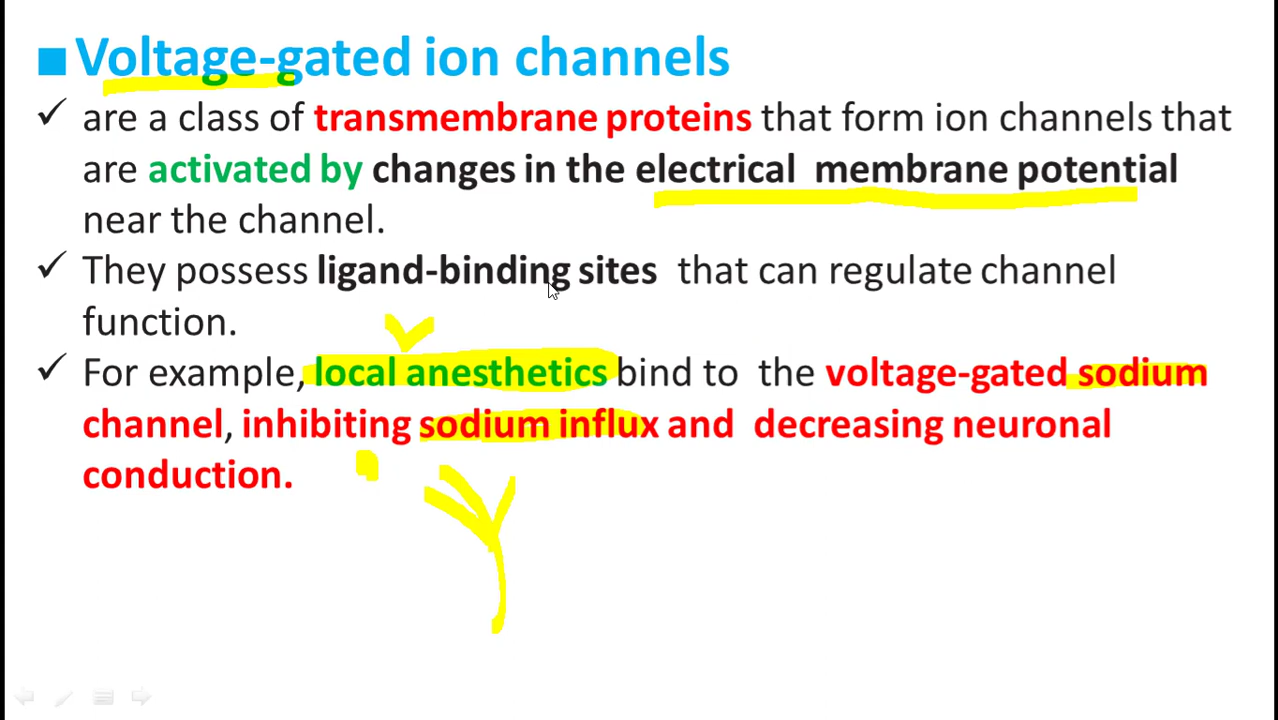 ■Voltage-gated ion channels
✓ are a class of transmembrane proteins that form ion channels that
are activated by changes in the electrical membrane potential
near the channel.
✓ They possess ligand-binding sites that can regulate channel
function.
✓ For example, local anesthetics bind to the voltage-gated sodium
channel, inhibiting sodium influx and decreasing neuronal
conduction.